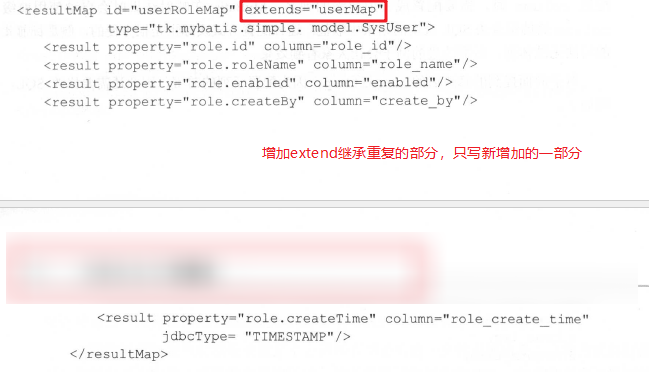 <resultMap id="userRoleMap" extends="userMap"
type="tk.mybatis.simple. model.SysUser">
<result property="role.id" column="role_id"/>
<result property="role.roleName" column="role_name"/>
<result property="role.enabled" column="enabled"/>
<result property="role.createBy" column="create_by"/>
增加extend继承重复的部分，只写新增加的一部分
<result property="role.createTime" column="role_create_time"
jdbcType= "TIMESTAMP"/>
</resultMap>